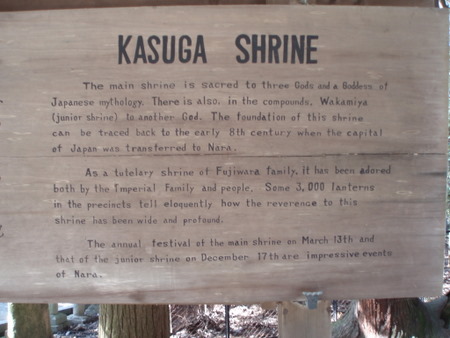 KASUGA SHRINE
The main shrine is sacred to three Gods and a Goddess of
Japanese mythology. There is also, in the compounds, Wakamiya
(junior shrine) to another God. The foundation of this shrine
can be traced back to the early 8th century when the capital
of Japan was transferred to Nara.
As a tutelary shrine of Fujiwara family, it has been adored
both by the Imperial Family and people. Some 3,000 lanterns
in the precincts tell eloquently how the reverence to this
shrine has been wide and profound.
The annual festival of the main shrine on March 13th and
that of the junior shrine on December 17th are impressive events
of Nara.